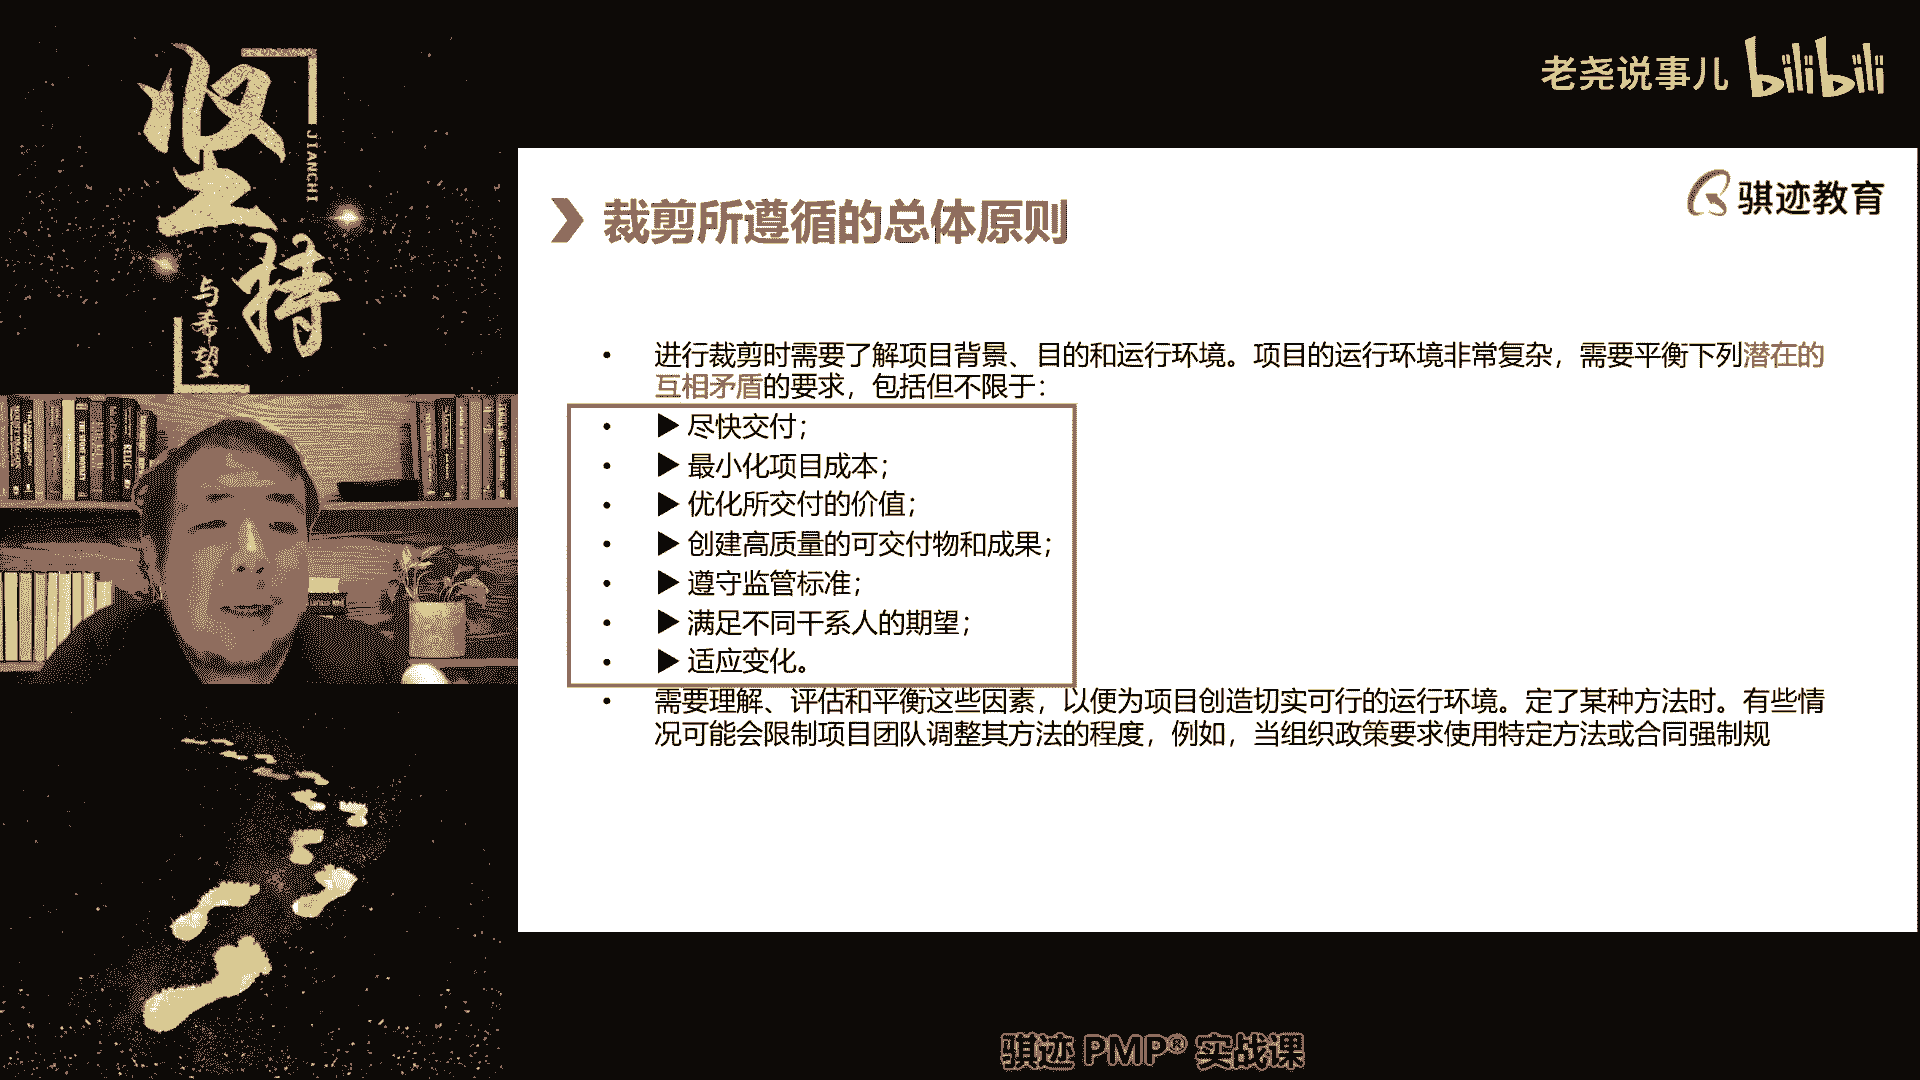 坚持
JIANCHI
与希望
老尧说事儿 bilibili
骐迹教育
裁剪所遵循的总体原则
• 进行裁剪时需要了解项目背景、目的和运行环境。项目的运行环境非常复杂，需要平衡下列潜在的
互相矛盾的要求，包括但不限于：
• ▶ 尽快交付；
• ▶ 最小化项目成本；
• ▶ 优化所交付的价值；
• ▶ 创建高质量的可交付物和成果；
• ▶ 遵守监管标准；
• ▶ 满足不同干系人的期望；
• ▶ 适应变化。
• 需要理解、评估和平衡这些因素，以便为项目创造切实可行的运行环境。定了某种方法时。有些情
况可能会限制项目团队调整其方法的程度，例如，当组织政策要求使用特定方法或合同强制规
骐迹 PMP® 实战课